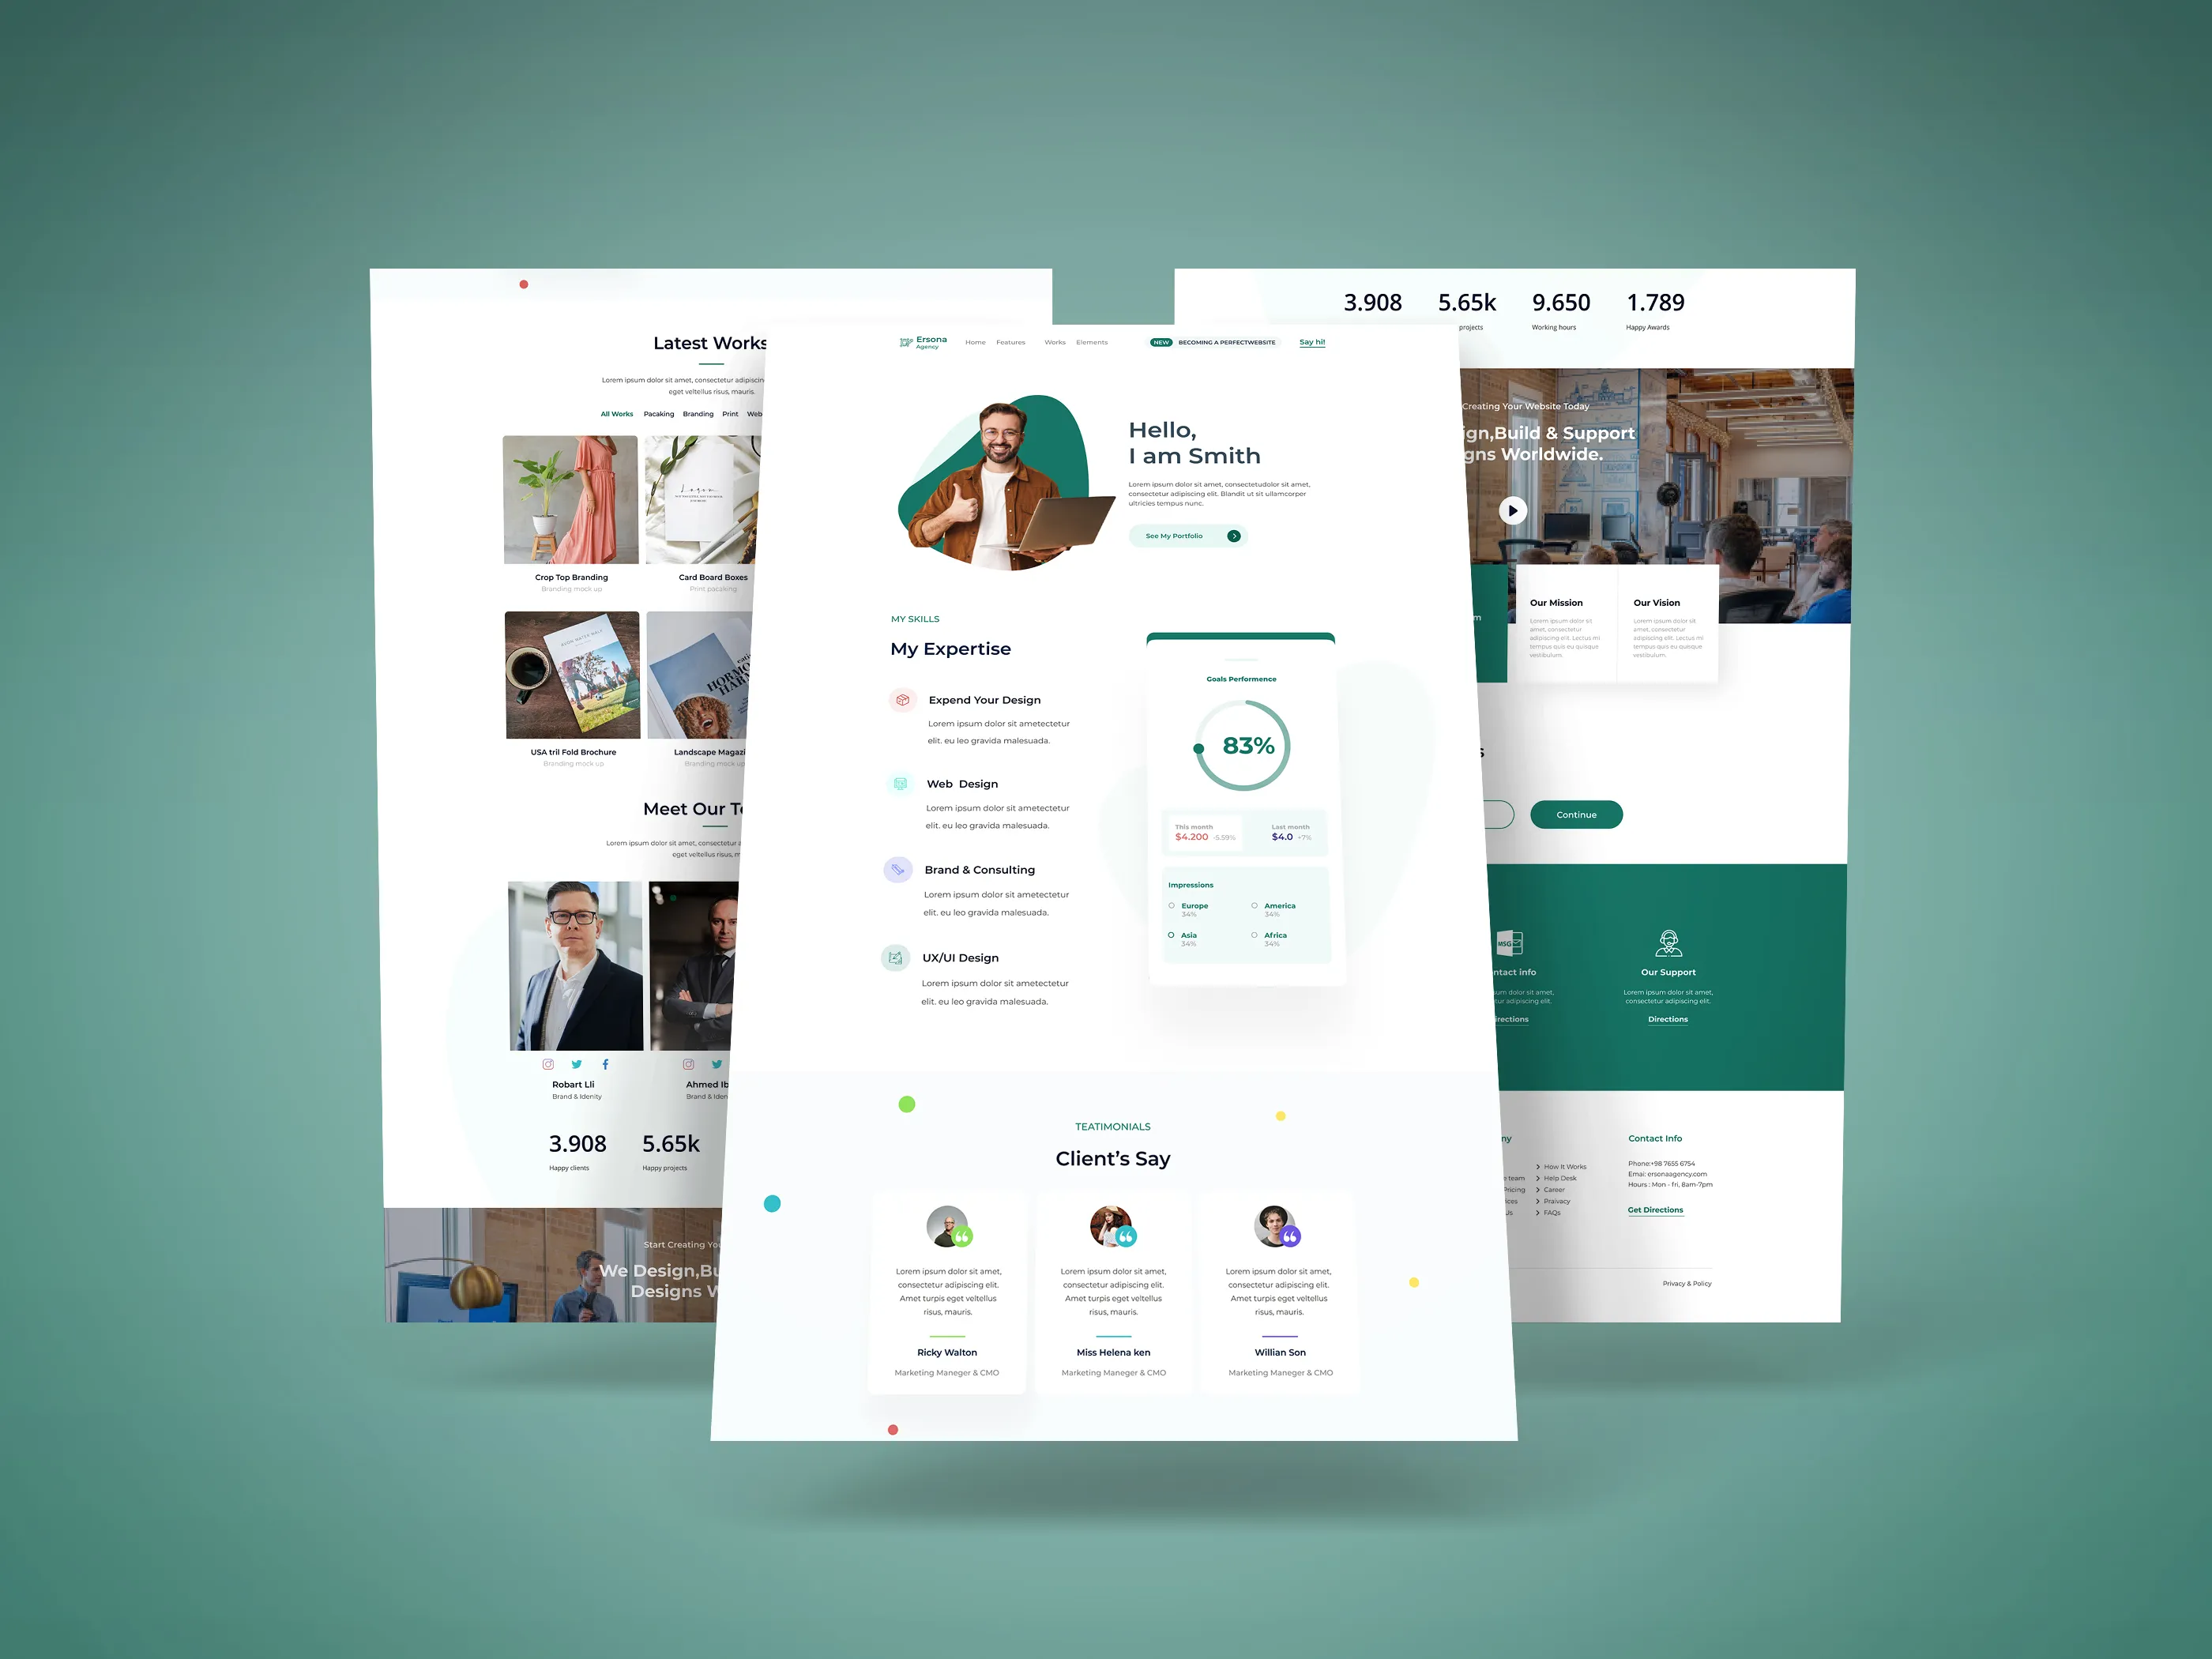 Latest Works
Lorem ipsum dolor sit amet, consectetur
eget veltellus risus, mauris.
All Works Pacaking Branding Print Web
Crop Top Branding
Branding mock up
Card Board Boxes
Print pacaking
USA tril Fold Brochure
Branding mock up
Landscape
Branding mock up
Meet Our
Lorem ipsum dolor sit amet, consectetur
eget veltellus risus,
Robart Lli
Brand & Idenity
Ahmed
Brand &
3.908
Happy clients
5.65k
Happy projects
Start Creating
We Design,
Designs
Ersona
Agency
Home Features Works Elements
NEW BECOMING A PERFECTWEBSITE
Say hi!
Hello,
I am Smith
Lorem ipsum dolor sit amet, consectetudolor sit amet,
consectetur adipiscing elit. Blandit ut sit ullamcorper
ultricies tempus nunc.
See My Portfolio
MY SKILLS
My Expertise
Expend Your Design
Lorem ipsum dolor sit ametectetur
elit. eu leo gravida malesuada.
Web Design
Lorem ipsum dolor sit ametectetur
elit. eu leo gravida malesuada.
Brand & Consulting
Lorem ipsum dolor sit ametectetur
elit. eu leo gravida malesuada.
UX/UI Design
Lorem ipsum dolor sit ametectetur
elit. eu leo gravida malesuada.
Goals Performence
83%
This month
$4.200 -5.59%
Last month
$4.0 +7%
Impressions
Europe
34%
America
34%
Asia
34%
Africa
34%
TEATIMONIALS
Client's Say
Lorem ipsum dolor sit amet,
consectetur adipiscing elit.
Amet turpis eget veltellus
risus, mauris.
Ricky Walton
Marketing Maneger & CMO
Lorem ipsum dolor sit amet,
consectetur adipiscing elit.
Amet turpis eget veltellus
risus, mauris.
Miss Helena ken
Marketing Maneger & CMO
Lorem ipsum dolor sit amet,
consectetur adipiscing elit.
Amet turpis eget veltellus
risus, mauris.
Willian Son
Marketing Maneger & CMO
3.908
5.65k
projects
9.650
Working hours
1.789
Happy Awards
Creating Your Website Today
ign,Build & Support
gns Worldwide.
Our Mission
Lorem ipsum dolor sit
amet, consectetur
adipiscing elit. Lectus mi
tempus quis eu quisque
vestibulum.
Our Vision
Lorem ipsum dolor sit
amet, consectetur
adipiscing elit. Lectus mi
tempus quis eu quisque
vestibulum.
Continue
MSG
ntact info
sum dolor sit amet,
tur adipiscing elit.
irections
Our Support
Lorem ipsum dolor sit amet,
consectetur adipiscing elit.
Directions
ny
team
Pricing
ices
Us
How It Works
Help Desk
Career
Praivacy
FAQs
Contact Info
Phone:+98 7655 6754
Emai: ersonaagency.com
Hours : Mon - fri, 8am-7pm
Get Directions
Privacy & Policy